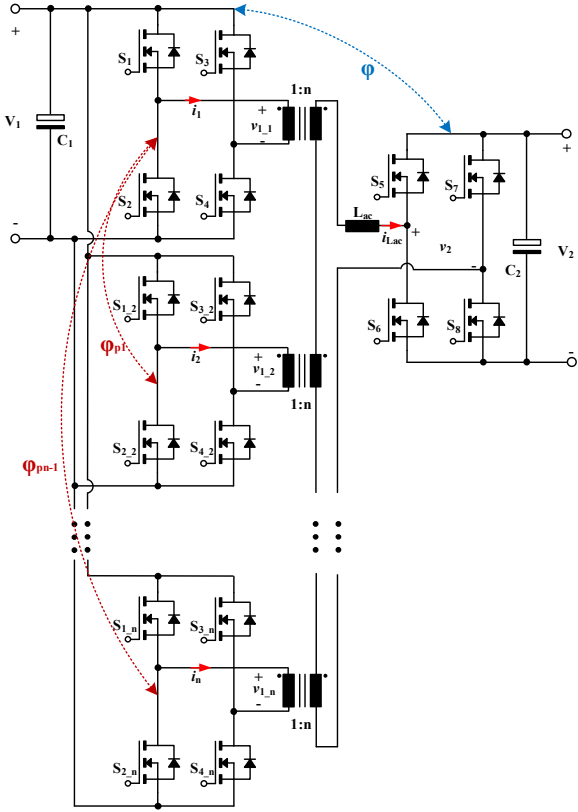 +
S₁
S₃
φ
1:n
V₁
C₁
i₁
+
v₁_₁
-
S₂
S₄
-
S₅
S₇
+
Lac
iLac
+
v₂
-
C₂
V₂
S₆
S₈
-
S₁_₂
S₃_₂
φp1
i₂
+
v₁_₂
-
1:n
S₂_₂
S₄_₂
φpn-1
S₁_n
S₃_n
in
+
v₁_n
-
1:n
S₂_n
S₄_n